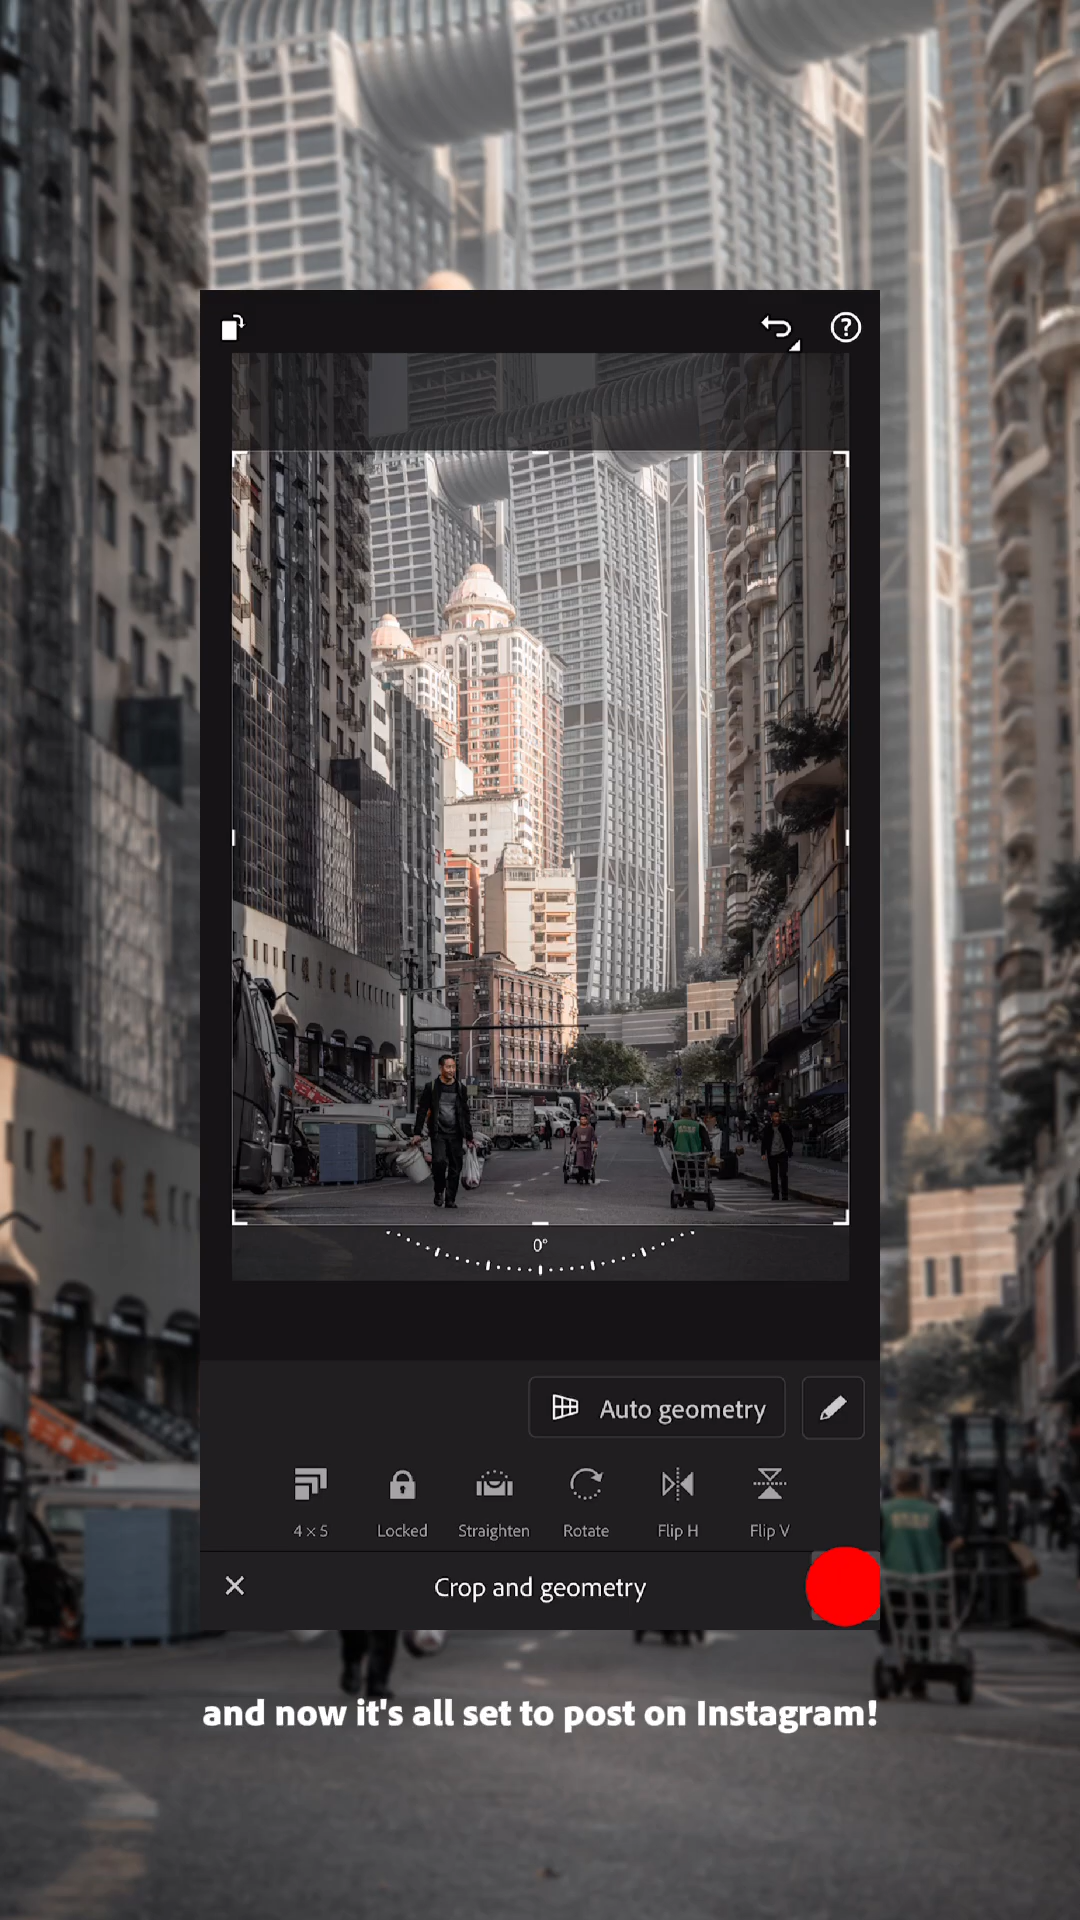 0°
Auto geometry
4 × 5
Locked
Straighten
Rotate
Flip H
Flip V
Crop and geometry
and now it's all set to post on Instagram!